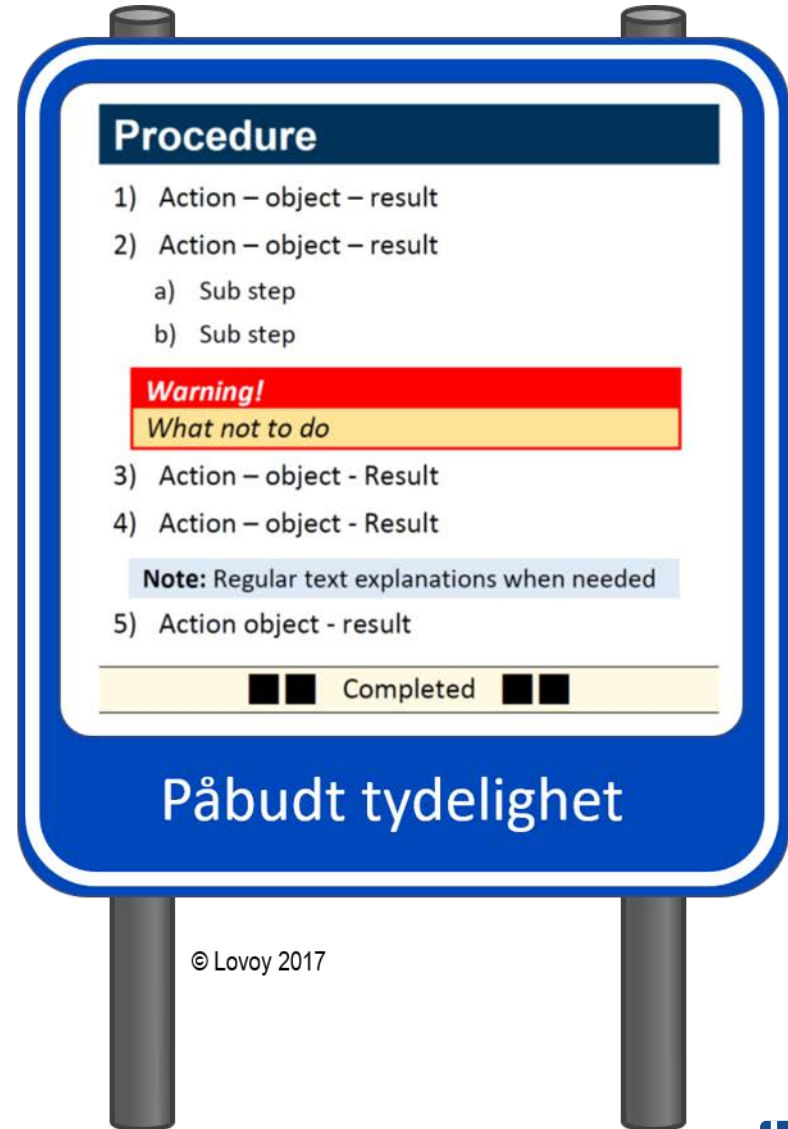 Procedure
1) Action – object – result
2) Action – object – result
a) Sub step
b) Sub step
Warning!
What not to do
3) Action – object - Result
4) Action – object - Result
Note: Regular text explanations when needed
5) Action object - result
Completed
Påbudt tydelighet
© Lovoy 2017